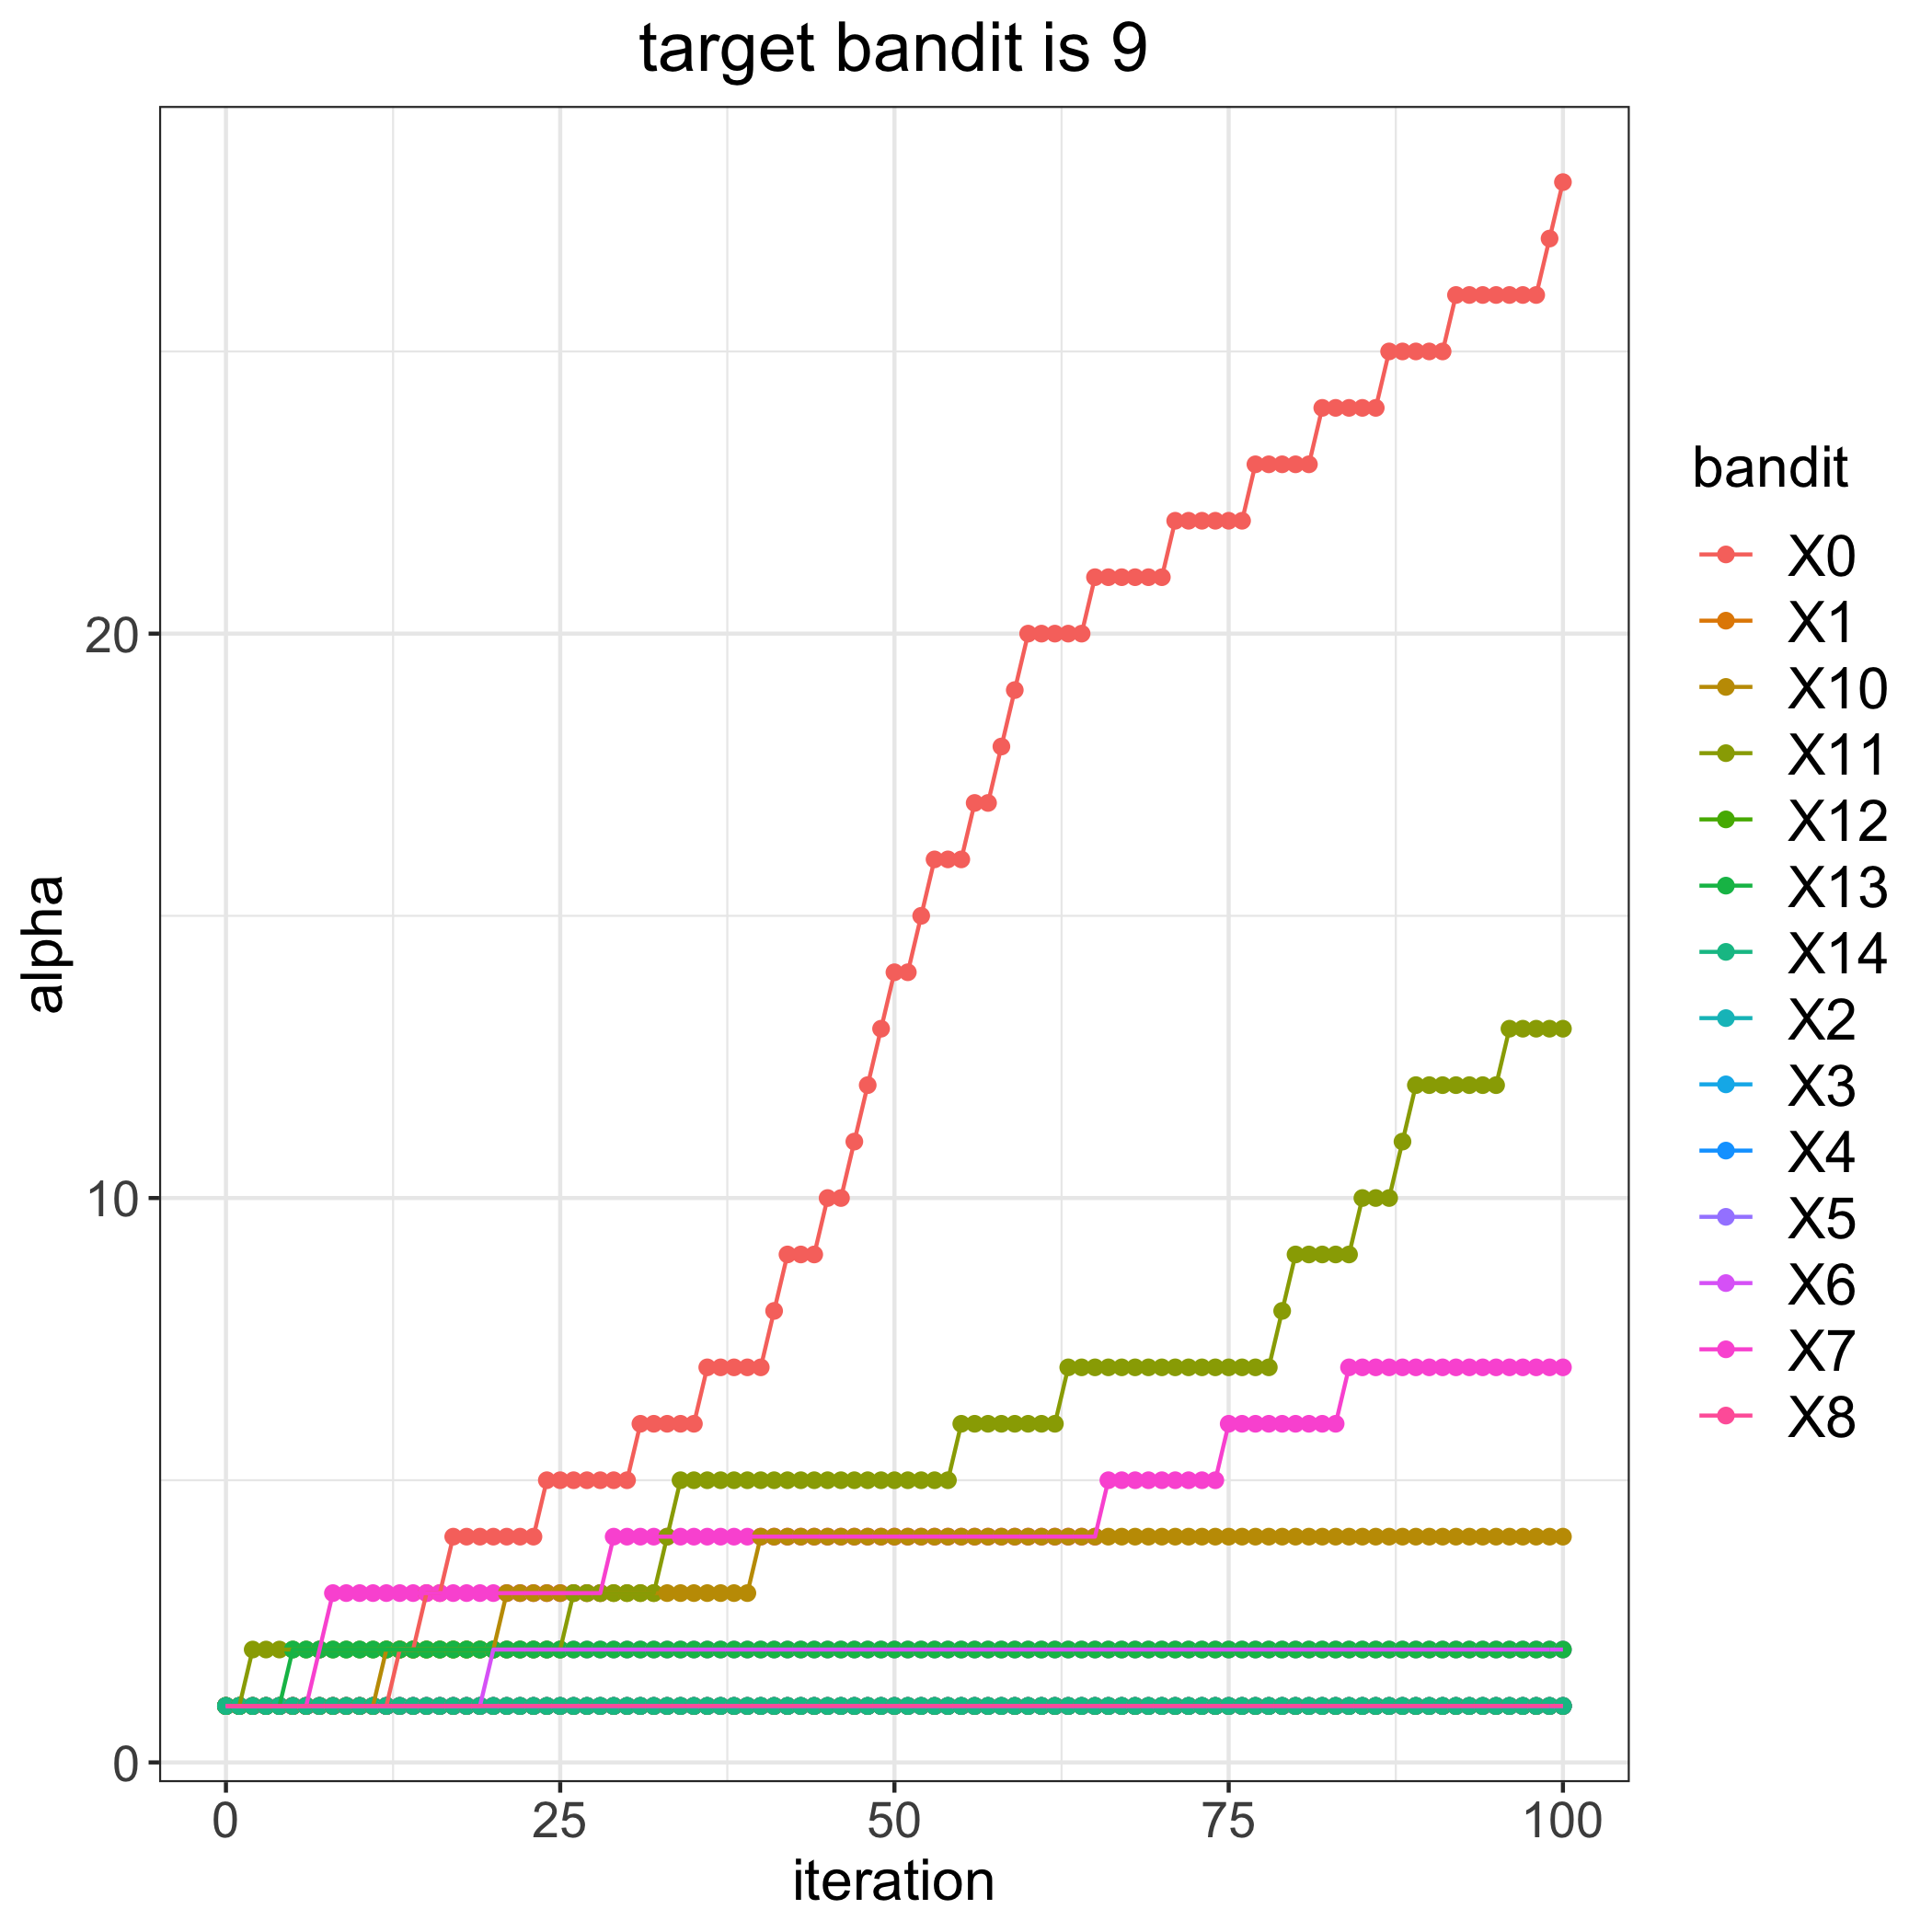 target bandit is 9
alpha
20
10
0
0 25 50 75 100
iteration
bandit
X0
X1
X10
X11
X12
X13
X14
X2
X3
X4
X5
X6
X7
X8